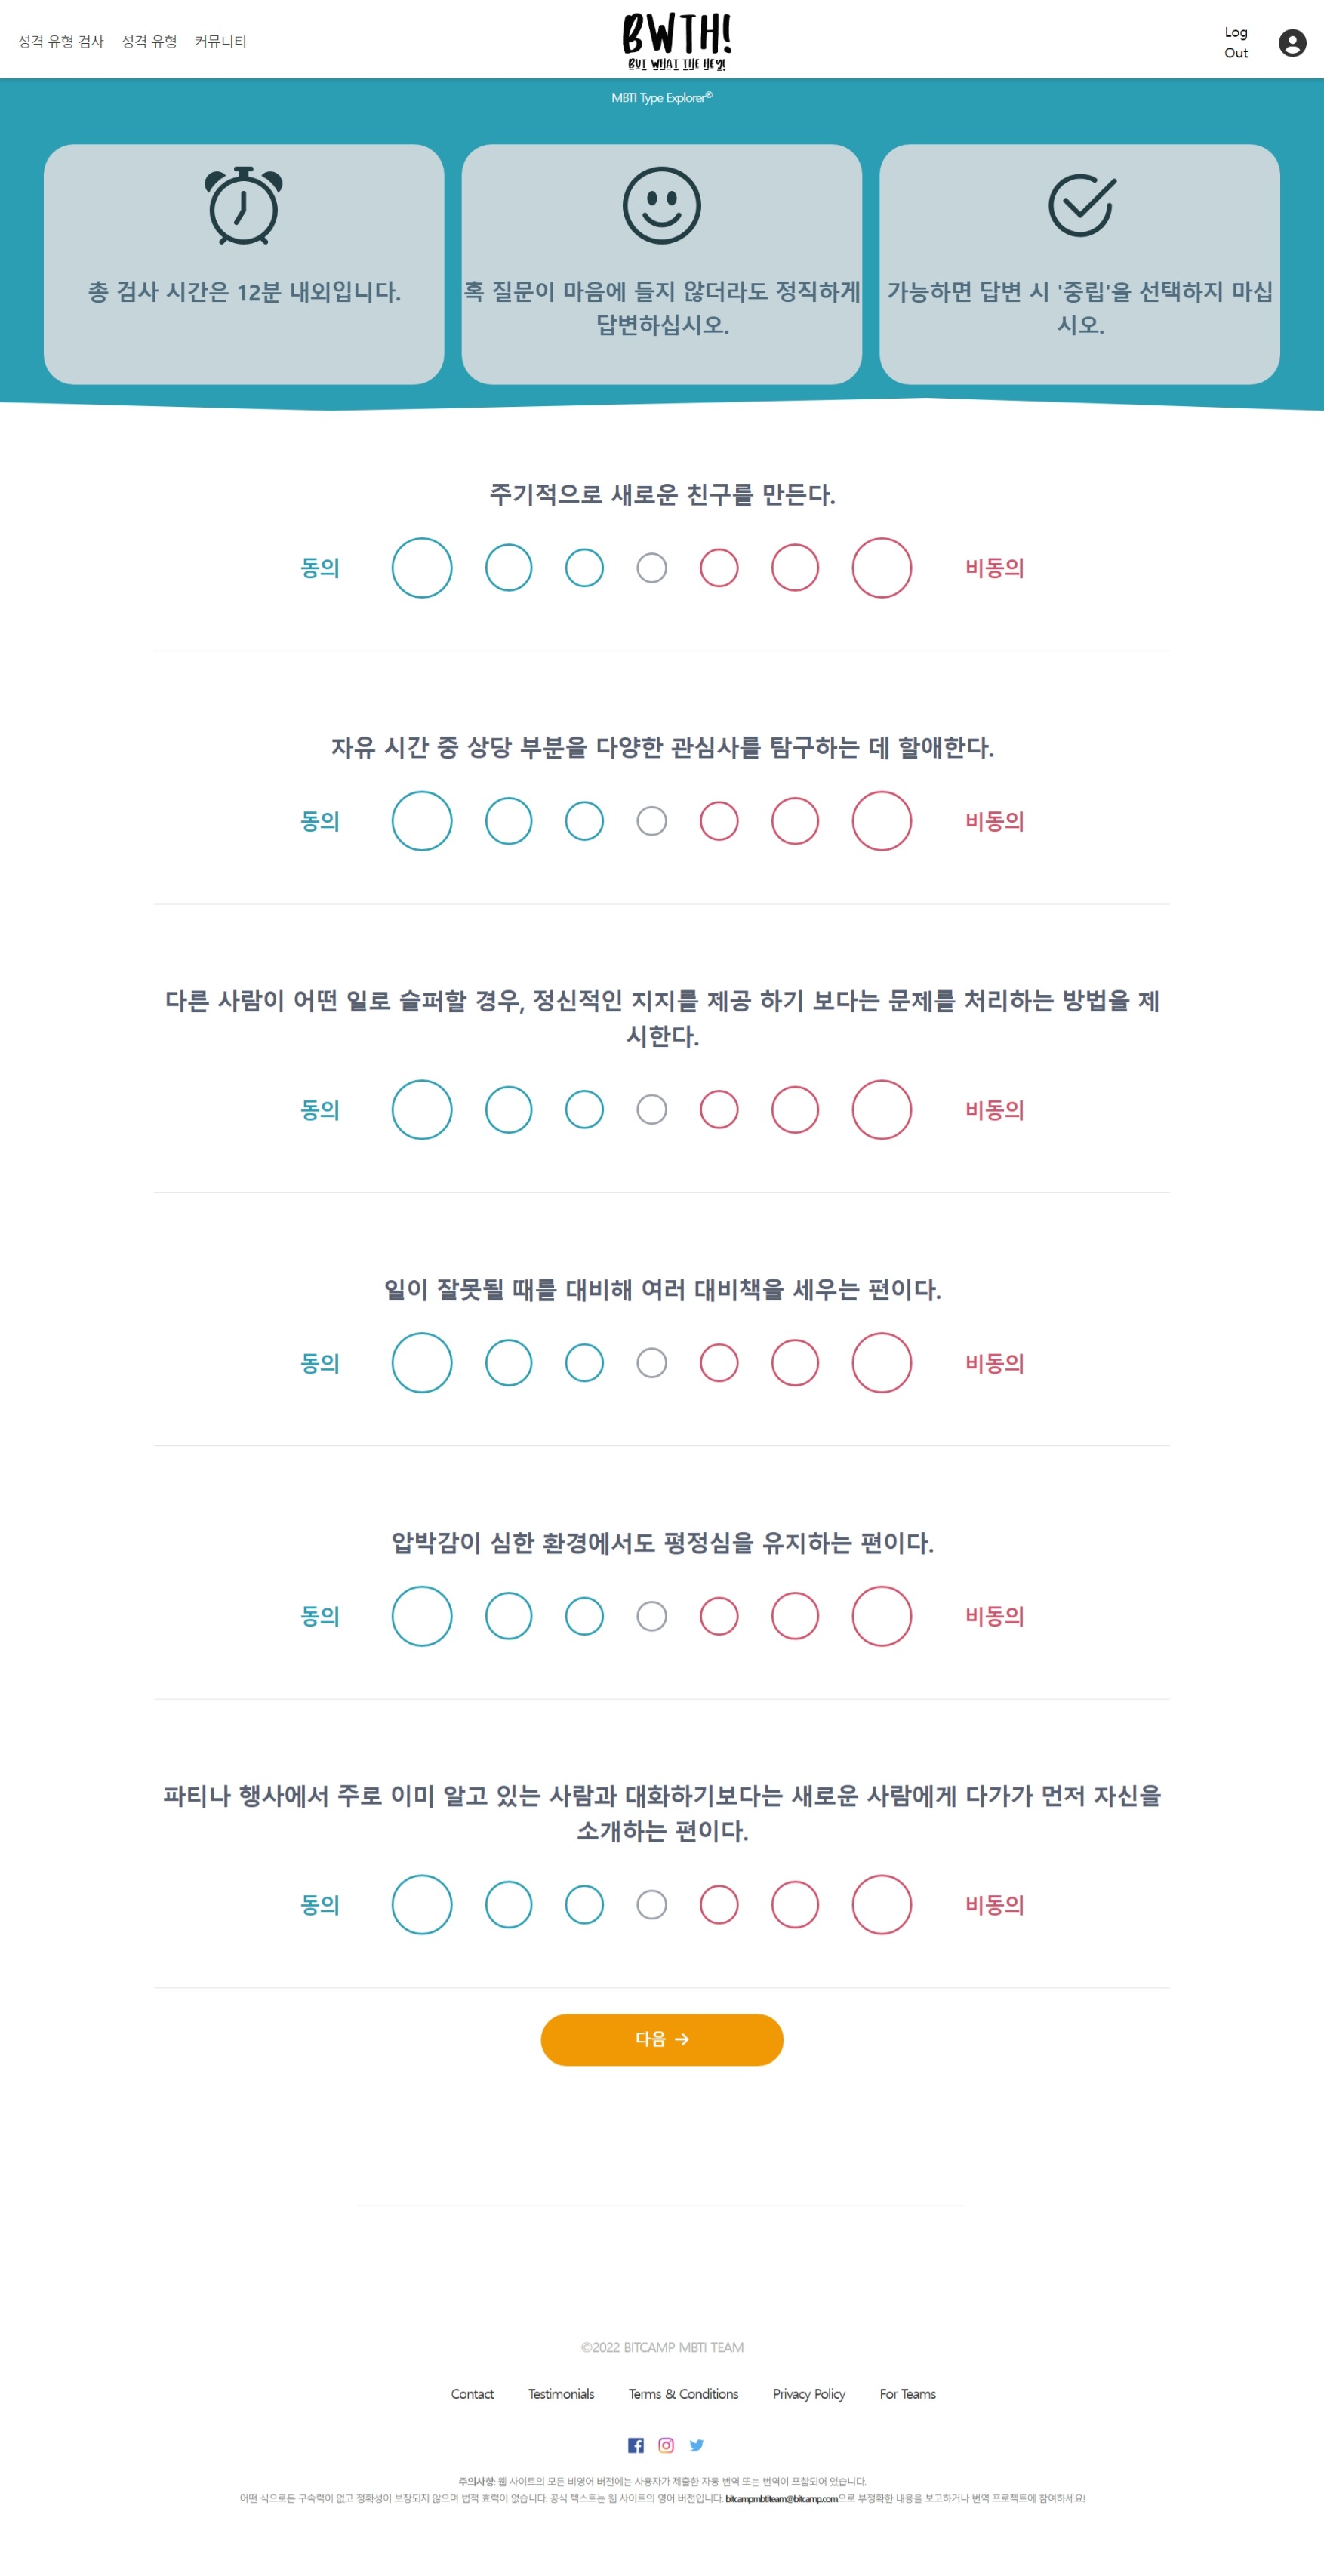 성격 유형 검사 성격 유형 커뮤니티
BWTH!
BUT WHAT THE HEY!
Log
Out
MBTI Type Explorer®
총 검사 시간은 12분 내외입니다.
혹 질문이 마음에 들지 않더라도 정직하게
답변하십시오.
가능하면 답변 시 '중립'을 선택하지 마십
시오.
주기적으로 새로운 친구를 만든다.
동의 비동의
자유 시간 중 상당 부분을 다양한 관심사를 탐구하는 데 할애한다.
동의 비동의
다른 사람이 어떤 일로 슬퍼할 경우, 정신적인 지지를 제공 하기 보다는 문제를 처리하는 방법을 제
시한다.
동의 비동의
일이 잘못될 때를 대비해 여러 대비책을 세우는 편이다.
동의 비동의
압박감이 심한 환경에서도 평정심을 유지하는 편이다.
동의 비동의
파티나 행사에서 주로 이미 알고 있는 사람과 대화하기보다는 새로운 사람에게 다가가 먼저 자신을
소개하는 편이다.
동의 비동의
다음 →
©2022 BITCAMP MBTI TEAM
Contact Testimonials Terms & Conditions Privacy Policy For Teams
주의사항: 웹 사이트의 모든 비영어 버전에는 사용자가 제출한 자동 번역 또는 번역이 포함되어 있습니다.
어떤 식으로든 구속력이 없고 정확성이 보장되지 않으며 법적 효력이 없습니다. 공식 텍스트는 웹 사이트의 영어 버전입니다. bitcampmbtiteam@bitcamp.com으로 부정확한 내용을 보고하거나 번역 프로젝트에 참여하세요!